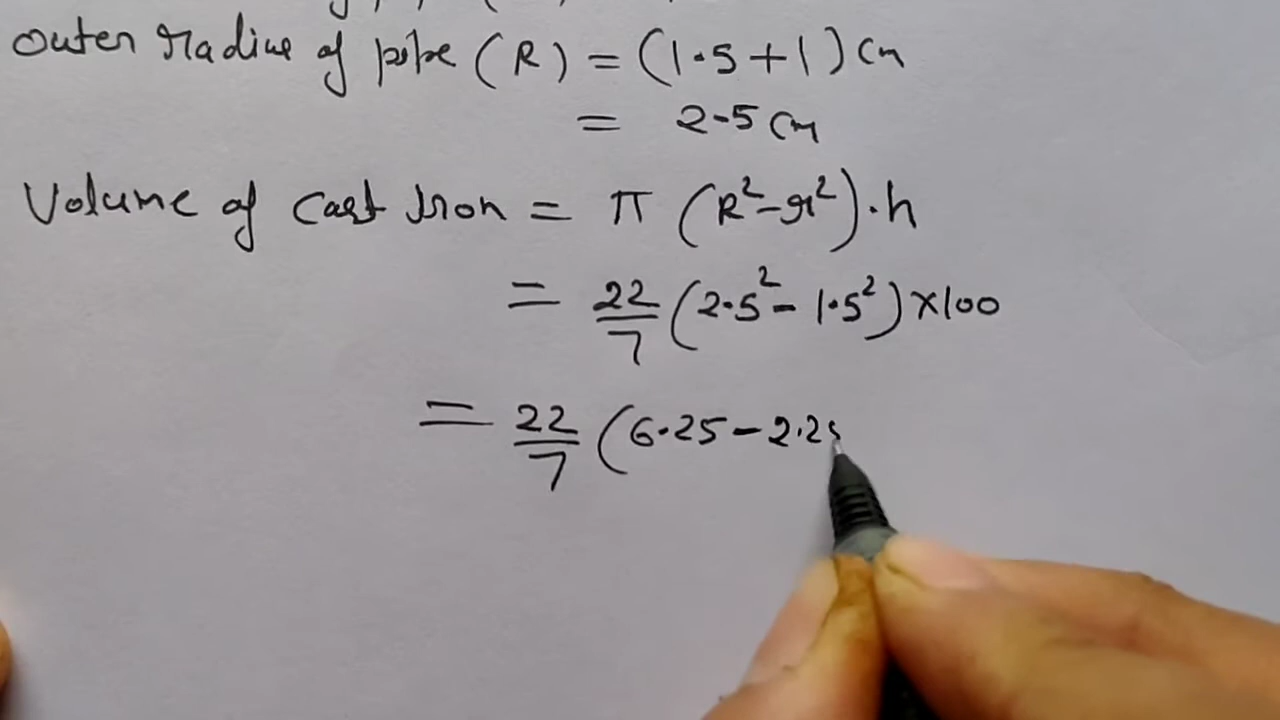 Outer radius of pipe (R) = (1.5+1) cm
= 2.5 cm
Volume of Cast Iron = π (R²-r²).h
= 22/7 (2.5² - 1.5²) × 100
= 22/7 (6.25 - 2.25